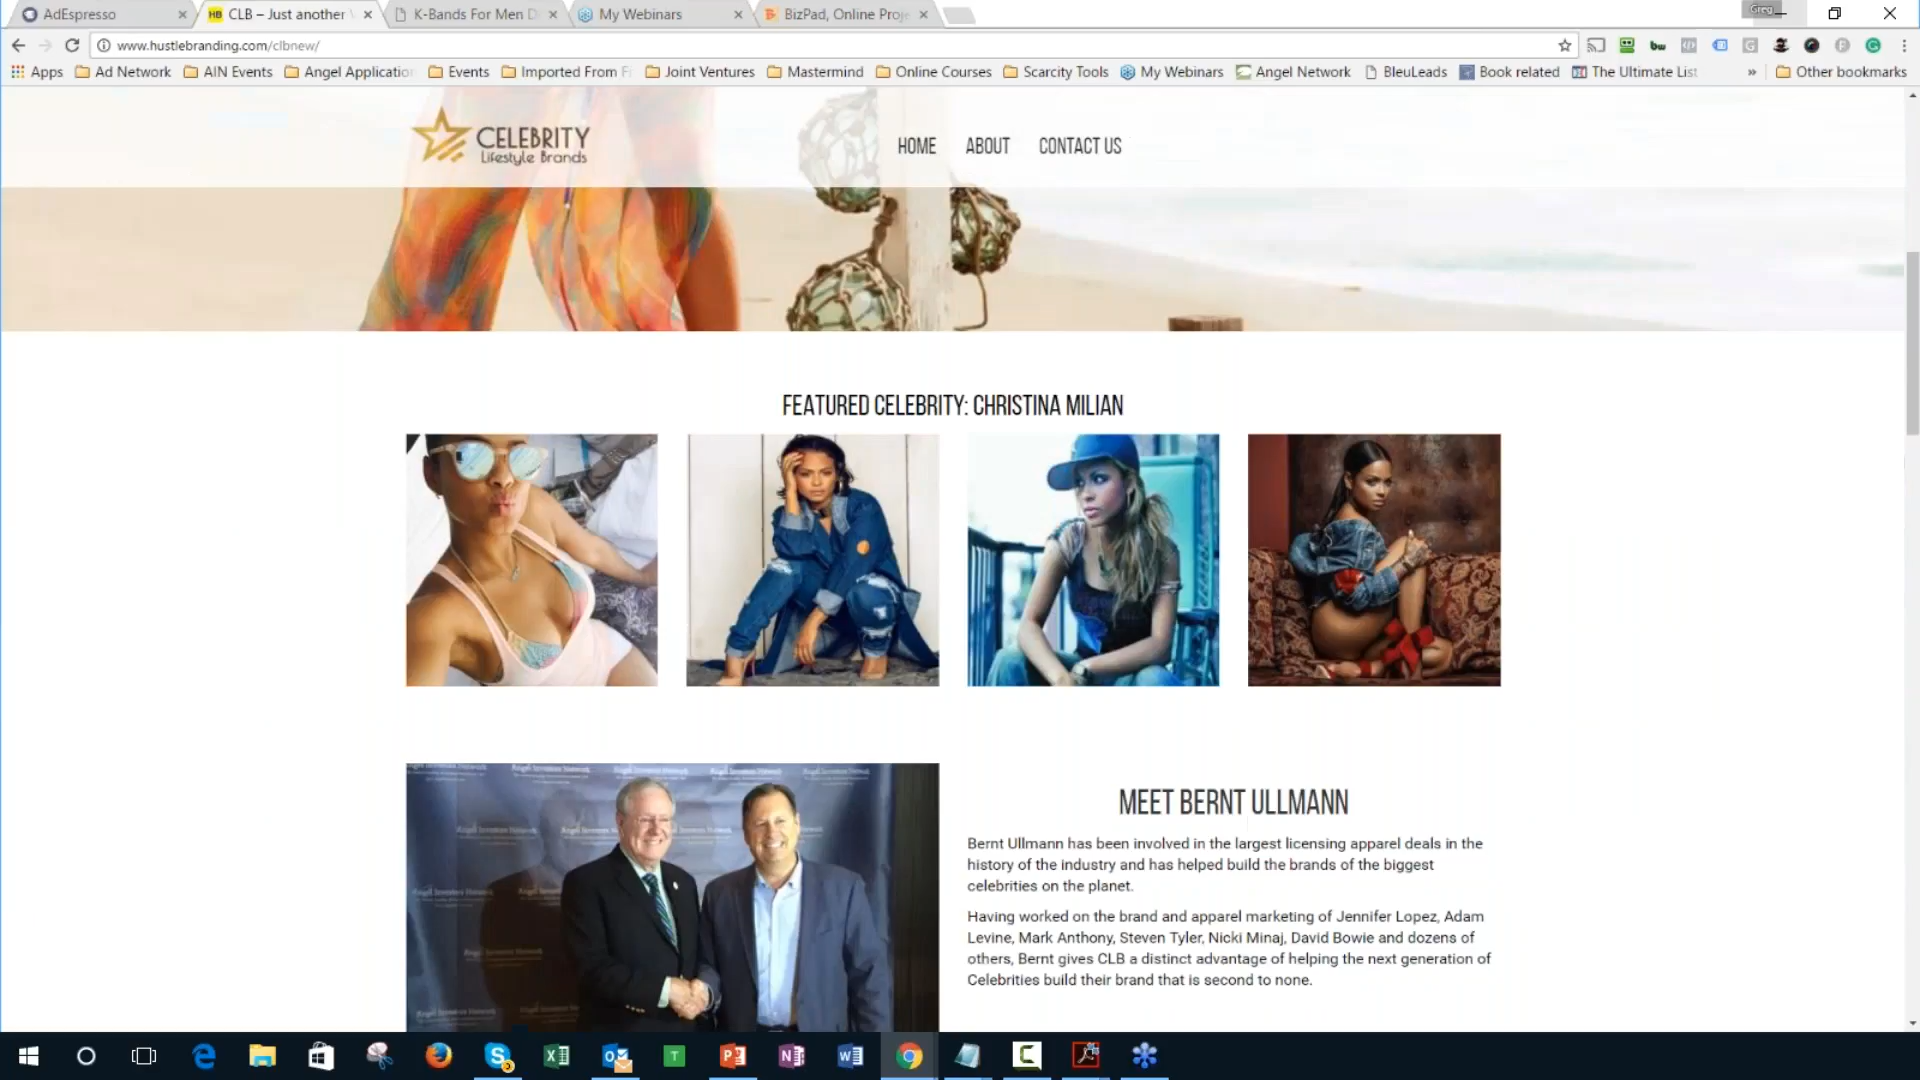 AdEspresso
CLB – Just another
K-Bands For Men D
My Webinars
BizPad, Online Proje
Greg
www.hustlebranding.com/clbnew/
Apps
Ad Network
AIN Events
Angel Application
Events
Imported From Fi
Joint Ventures
Mastermind
Online Courses
Scarcity Tools
My Webinars
Angel Network
BleuLeads
Book related
The Ultimate List
»
Other bookmarks
CELEBRITY
Lifestyle Brands
HOME
ABOUT
CONTACT US
FEATURED CELEBRITY: CHRISTINA MILIAN
Angel Investors Network
MEET BERNT ULLMANN
Bernt Ullmann has been involved in the largest licensing apparel deals in the
history of the industry and has helped build the brands of the biggest
celebrities on the planet.
Having worked on the brand and apparel marketing of Jennifer Lopez, Adam
Levine, Mark Anthony, Steven Tyler, Nicki Minaj, David Bowie and dozens of
others, Bernt gives CLB a distinct advantage of helping the next generation of
Celebrities build their brand that is second to none.